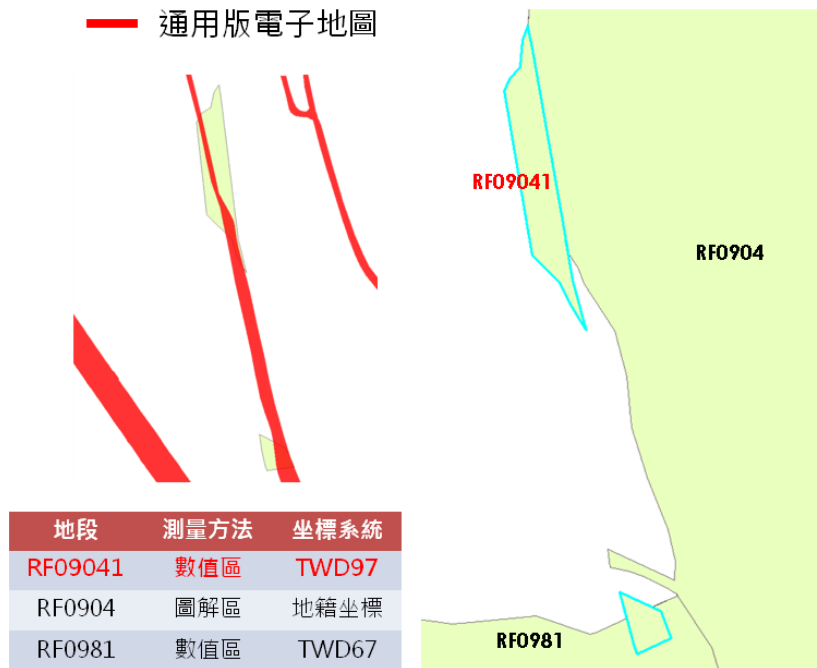 通用版電子地圖
RF09041
RF0904
RF0981
地段 測量方法 坐標系統
RF09041 數值區 TWD97
RF0904 圖解區 地籍坐標
RF0981 數值區 TWD67